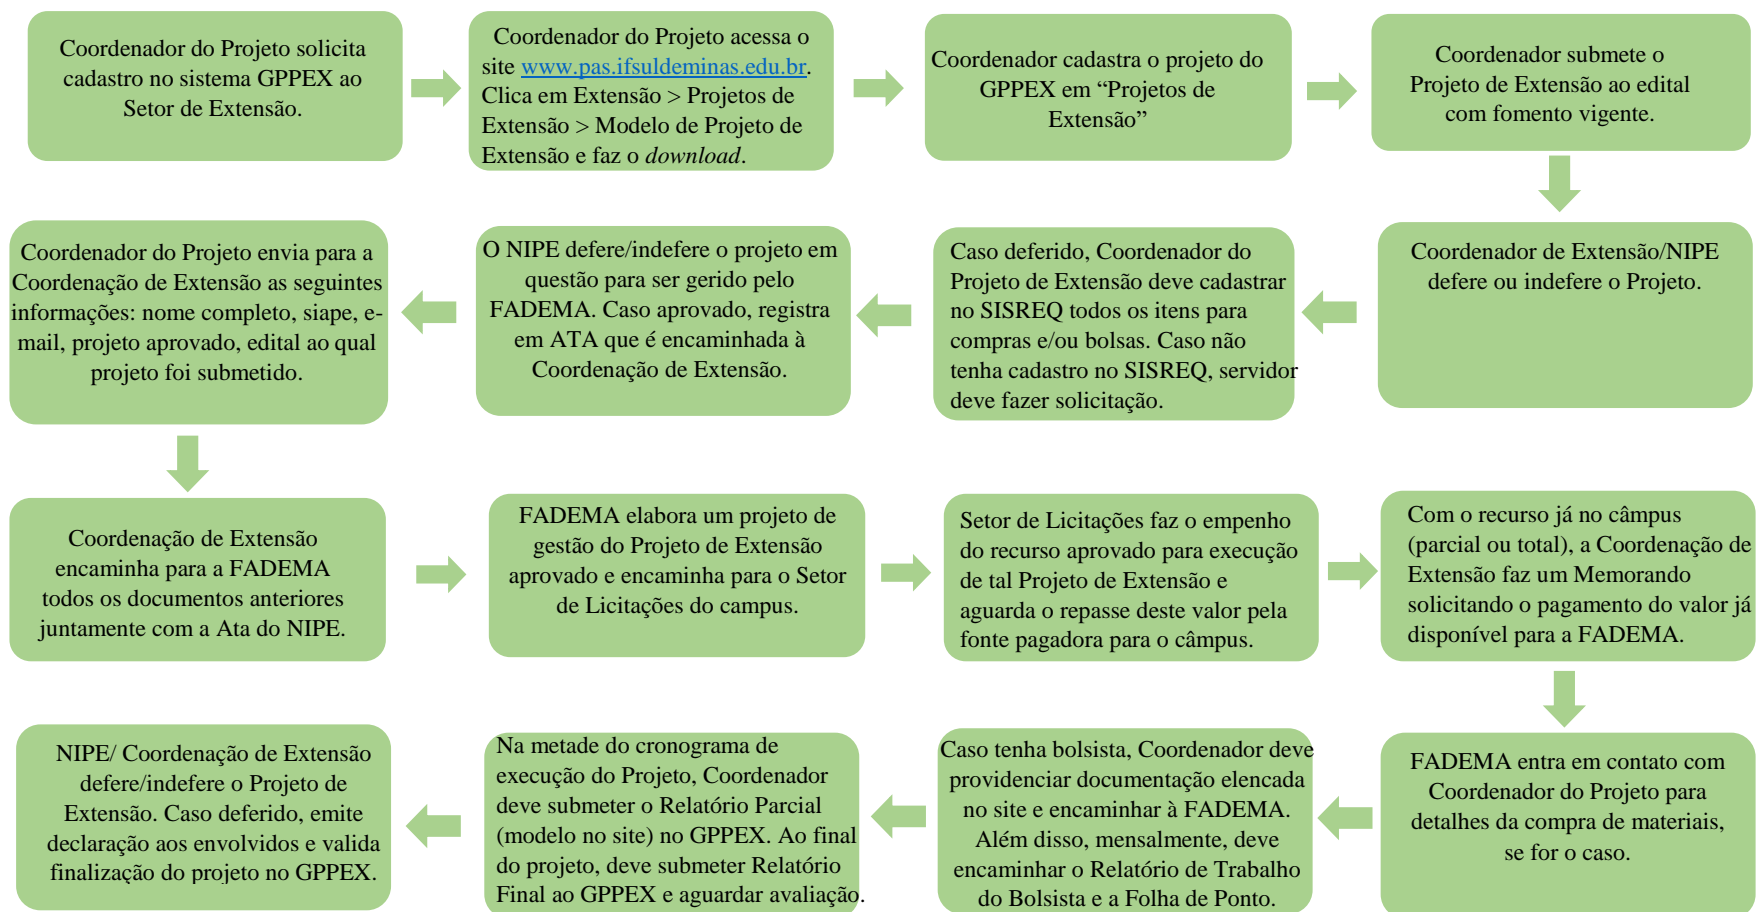 Coordenador do Projeto solicita
cadastro no sistema GPPEX ao
Setor de Extensão.
Coordenador do Projeto acessa o
site www.pas.ifsuldeminas.edu.br.
Clica em Extensão > Projetos de
Extensão > Modelo de Projeto de
Extensão e faz o download.
Coordenador cadastra o projeto do
GPPEX em “Projetos de
Extensão”
Coordenador submete o
Projeto de Extensão ao edital
com fomento vigente.
Coordenador de Extensão/NIPE
defere ou indefere o Projeto.
Caso deferido, Coordenador do
Projeto de Extensão deve cadastrar
no SISREQ todos os itens para
compras e/ou bolsas. Caso não
tenha cadastro no SISREQ, servidor
deve fazer solicitação.
O NIPE defere/indefere o projeto em
questão para ser gerido pelo
FADEMA. Caso aprovado, registra
em ATA que é encaminhada à
Coordenação de Extensão.
Coordenador do Projeto envia para a
Coordenação de Extensão as seguintes
informações: nome completo, siape, e-
mail, projeto aprovado, edital ao qual
projeto foi submetido.
Coordenação de Extensão
encaminha para a FADEMA
todos os documentos anteriores
juntamente com a Ata do NIPE.
FADEMA elabora um projeto de
gestão do Projeto de Extensão
aprovado e encaminha para o Setor
de Licitações do campus.
Setor de Licitações faz o empenho
do recurso aprovado para execução
de tal Projeto de Extensão e
aguarda o repasse deste valor pela
fonte pagadora para o câmpus.
Com o recurso já no câmpus
(parcial ou total), a Coordenação de
Extensão faz um Memorando
solicitando o pagamento do valor já
disponível para a FADEMA.
FADEMA entra em contato com
Coordenador do Projeto para
detalhes da compra de materiais,
se for o caso.
Caso tenha bolsista, Coordenador deve
providenciar documentação elencada
no site e encaminhar à FADEMA.
Além disso, mensalmente, deve
encaminhar o Relatório de Trabalho
do Bolsista e a Folha de Ponto.
Na metade do cronograma de
execução do Projeto, Coordenador
deve submeter o Relatório Parcial
(modelo no site) no GPPEX. Ao final
do projeto, deve submeter Relatório
Final ao GPPEX e aguardar avaliação.
NIPE/ Coordenação de Extensão
defere/indefere o Projeto de
Extensão. Caso deferido, emite
declaração aos envolvidos e valida
finalização do projeto no GPPEX.